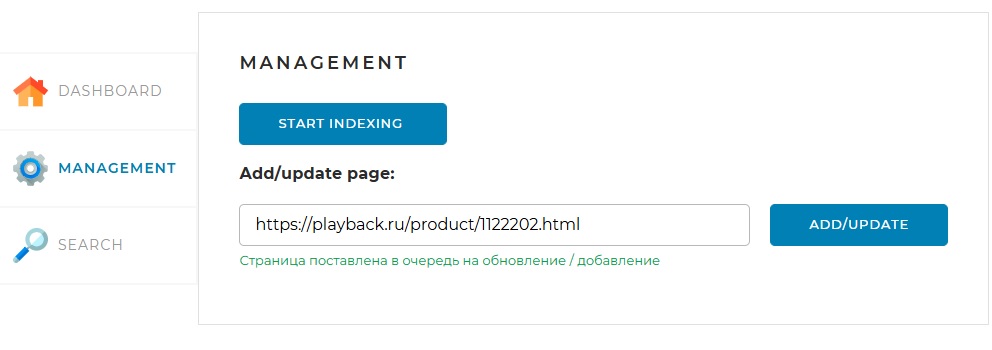 MANAGEMENT
DASHBOARD
START INDEXING
MANAGEMENT
Add/update page:
https://playback.ru/product/1122202.html
ADD/UPDATE
SEARCH
Страница поставлена в очередь на обновление / добавление